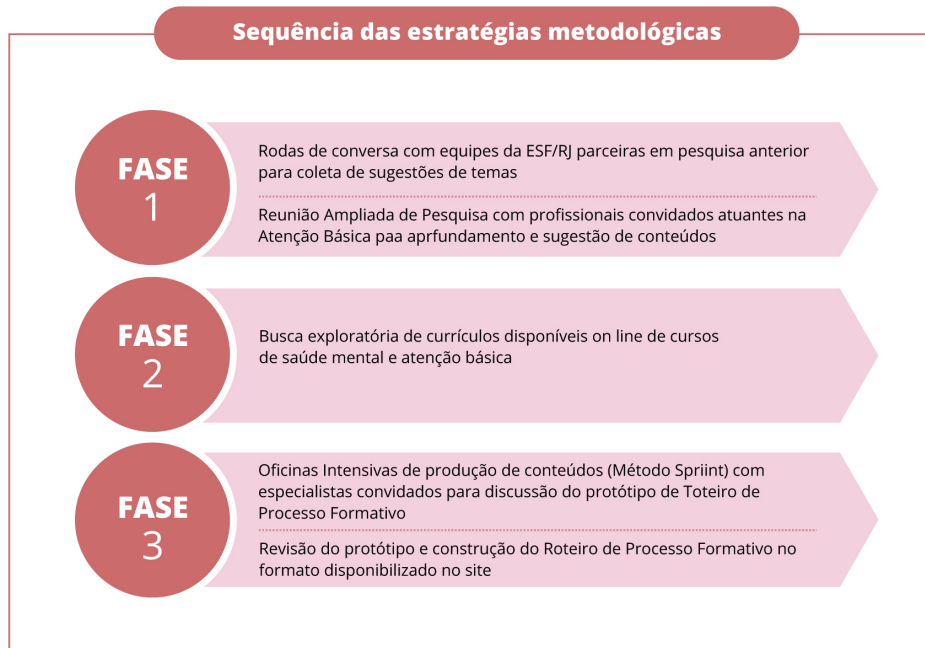 Sequência das estratégias metodológicas
FASE
1
Rodas de conversa com equipes da ESF/RJ parceiras em pesquisa anterior
para coleta de sugestões de temas
Reunião Ampliada de Pesquisa com profissionais convidados atuantes na
Atenção Básica paa aprfundamento e sugestão de conteúdos
FASE
2
Busca exploratória de currículos disponíveis on line de cursos
de saúde mental e atenção básica
FASE
3
Oficinas Intensivas de produção de conteúdos (Método Spriint) com
especialistas convidados para discussão do protótipo de Toteiro de
Processo Formativo
Revisão do protótipo e construção do Roteiro de Processo Formativo no
formato disponibilizado no site